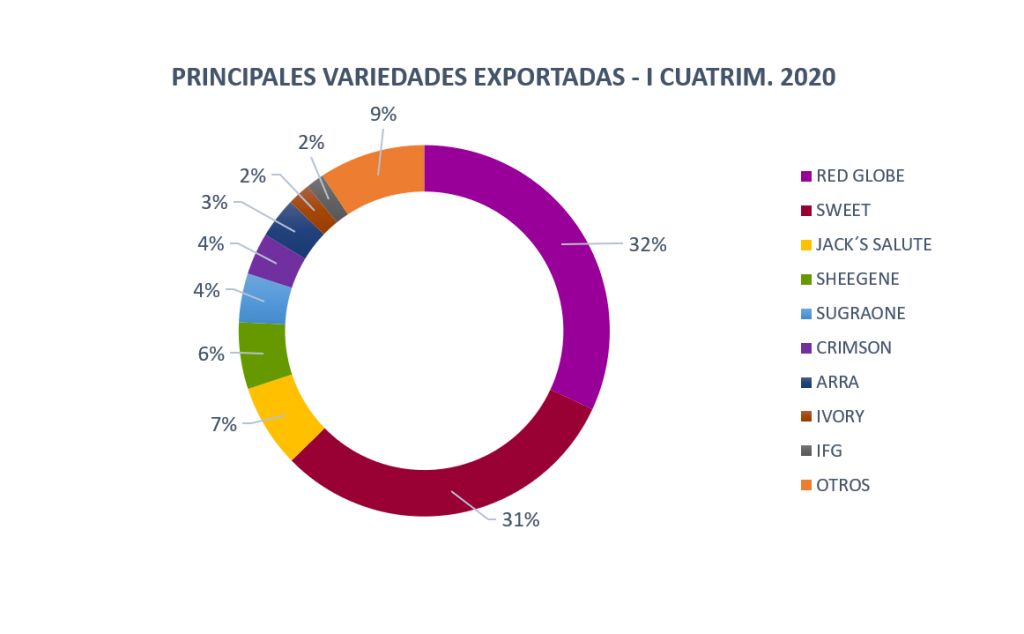 PRINCIPALES VARIEDADES EXPORTADAS - I CUATRIM. 2020
9%
2%
2%
3%
4%
4%
6%
7%
32%
31%
RED GLOBE
SWEET
JACK´S SALUTE
SHEEGENE
SUGRAONE
CRIMSON
ARRA
IVORY
IFG
OTROS